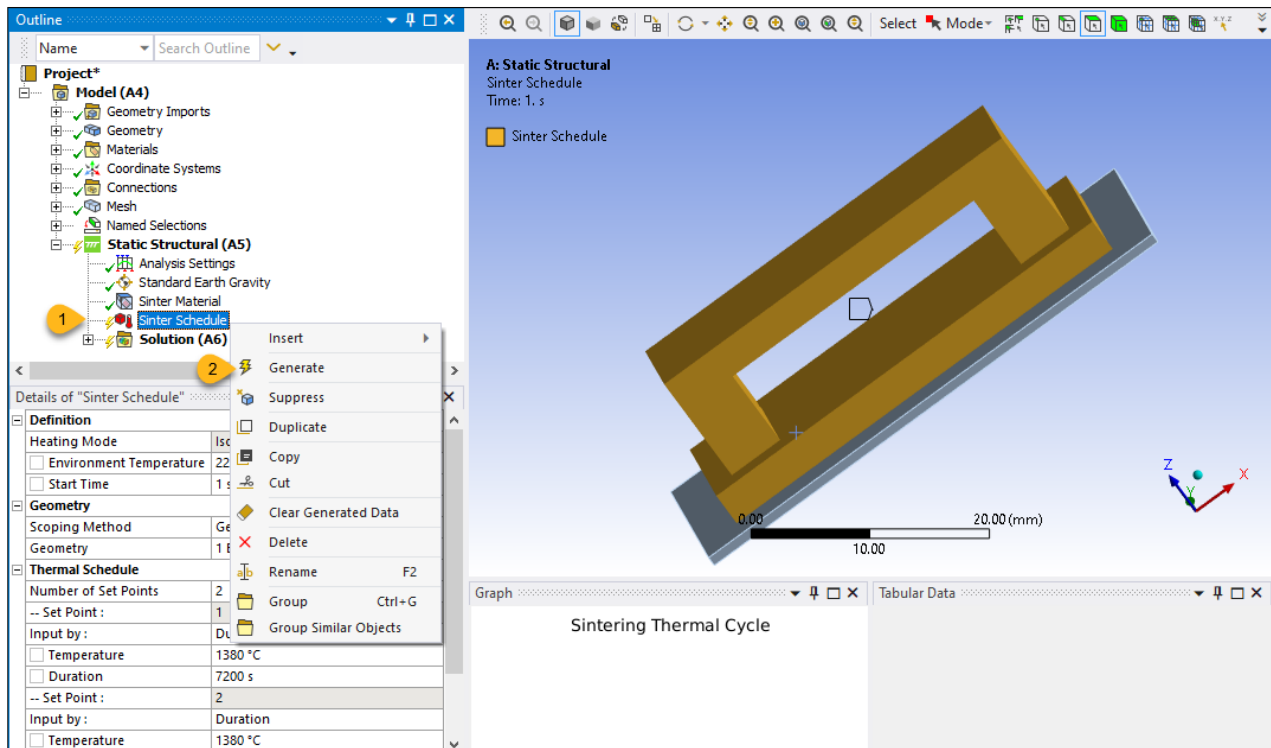 Outline
Name
Search Outline
Project*
Model (A4)
Geometry Imports
Geometry
Materials
Coordinate Systems
Connections
Mesh
Named Selections
Static Structural (A5)
Analysis Settings
Standard Earth Gravity
Sinter Material
1
Sinter Schedule
Solution (A6)
2
Insert
Generate
Suppress
Duplicate
Copy
Cut
Clear Generated Data
Delete
Rename F2
Group Ctrl+G
Group Similar Objects
Details of "Sinter Schedule"
Definition
Heating Mode
Environment Temperature 22
Start Time 1 s
Geometry
Scoping Method Ge
Geometry
Thermal Schedule
Number of Set Points 2
-- Set Point : 1
Input by : Du
Temperature 1380 °C
Duration 7200 s
-- Set Point : 2
Input by : Duration
Temperature 1380 °C
Select Mode
A: Static Structural
Sinter Schedule
Time: 1. s
Sinter Schedule
Z
X
Y
0.00 20.00 (mm)
10.00
Graph
Sintering Thermal Cycle
Tabular Data